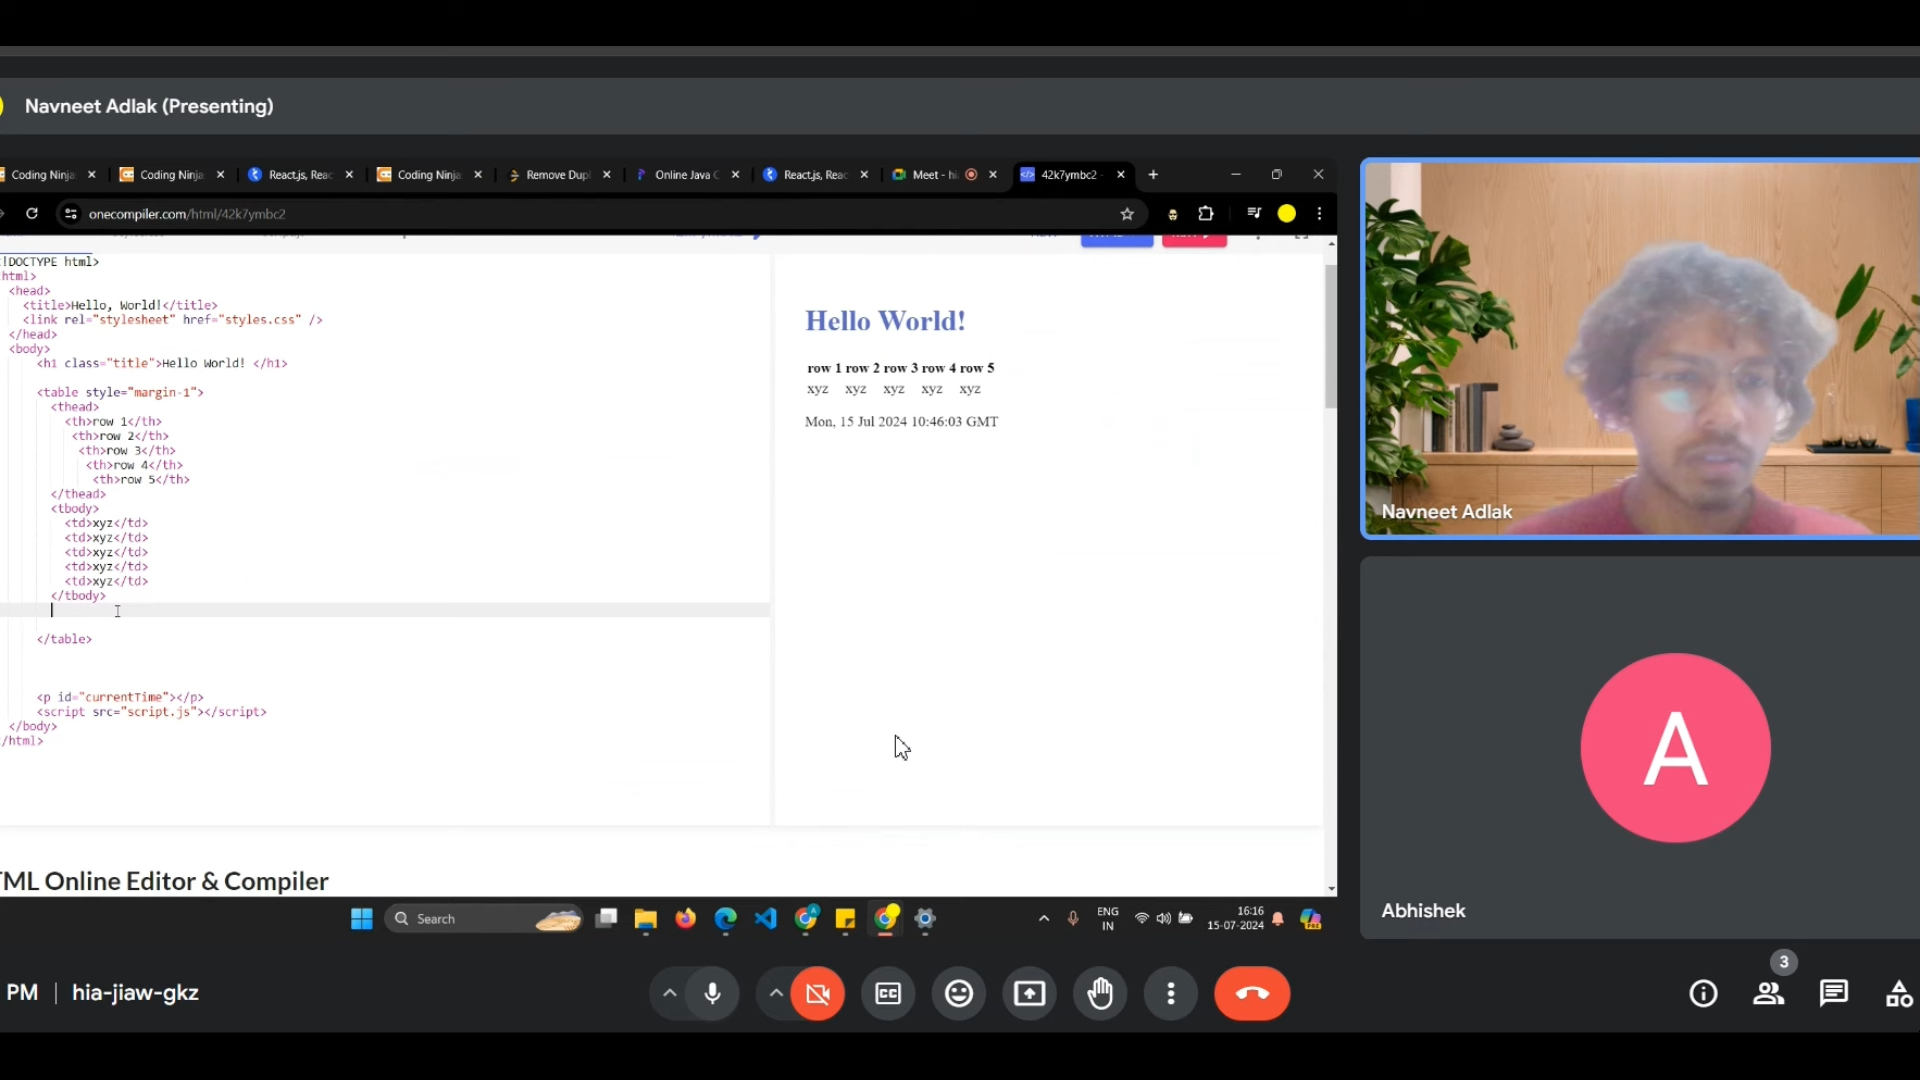 Navneet Adlak (Presenting)
Coding Ninja
Coding Ninja
React.js, Reac
Coding Ninja
Remove Dupl
Online Java C
React.js, Reac
Meet - hi
42k7ymbc2 -
onecompiler.com/html/42k7ymbc2
!DOCTYPE html>
html>
<head>
<title>Hello, World!</title>
<link rel="stylesheet" href="styles.css" />
</head>
<body>
<h1 class="title">Hello World! </h1>
<table style="margin-1">
<thead>
<th>row 1</th>
<th>row 2</th>
<th>row 3</th>
<th>row 4</th>
<th>row 5</th>
</thead>
<tbody>
<td>xyz</td>
<td>xyz</td>
<td>xyz</td>
<td>xyz</td>
<td>xyz</td>
</tbody>
</table>
<p id="currentTime"></p>
<script src="script.js"></script>
</body>
/html>
Hello World!
row 1 row 2 row 3 row 4 row 5
xyz xyz xyz xyz xyz
Mon, 15 Jul 2024 10:46:03 GMT
TML Online Editor & Compiler
Navneet Adlak
A
Abhishek
Search
ENG
IN
16:16
15-07-2024
PM | hia-jiaw-gkz
3